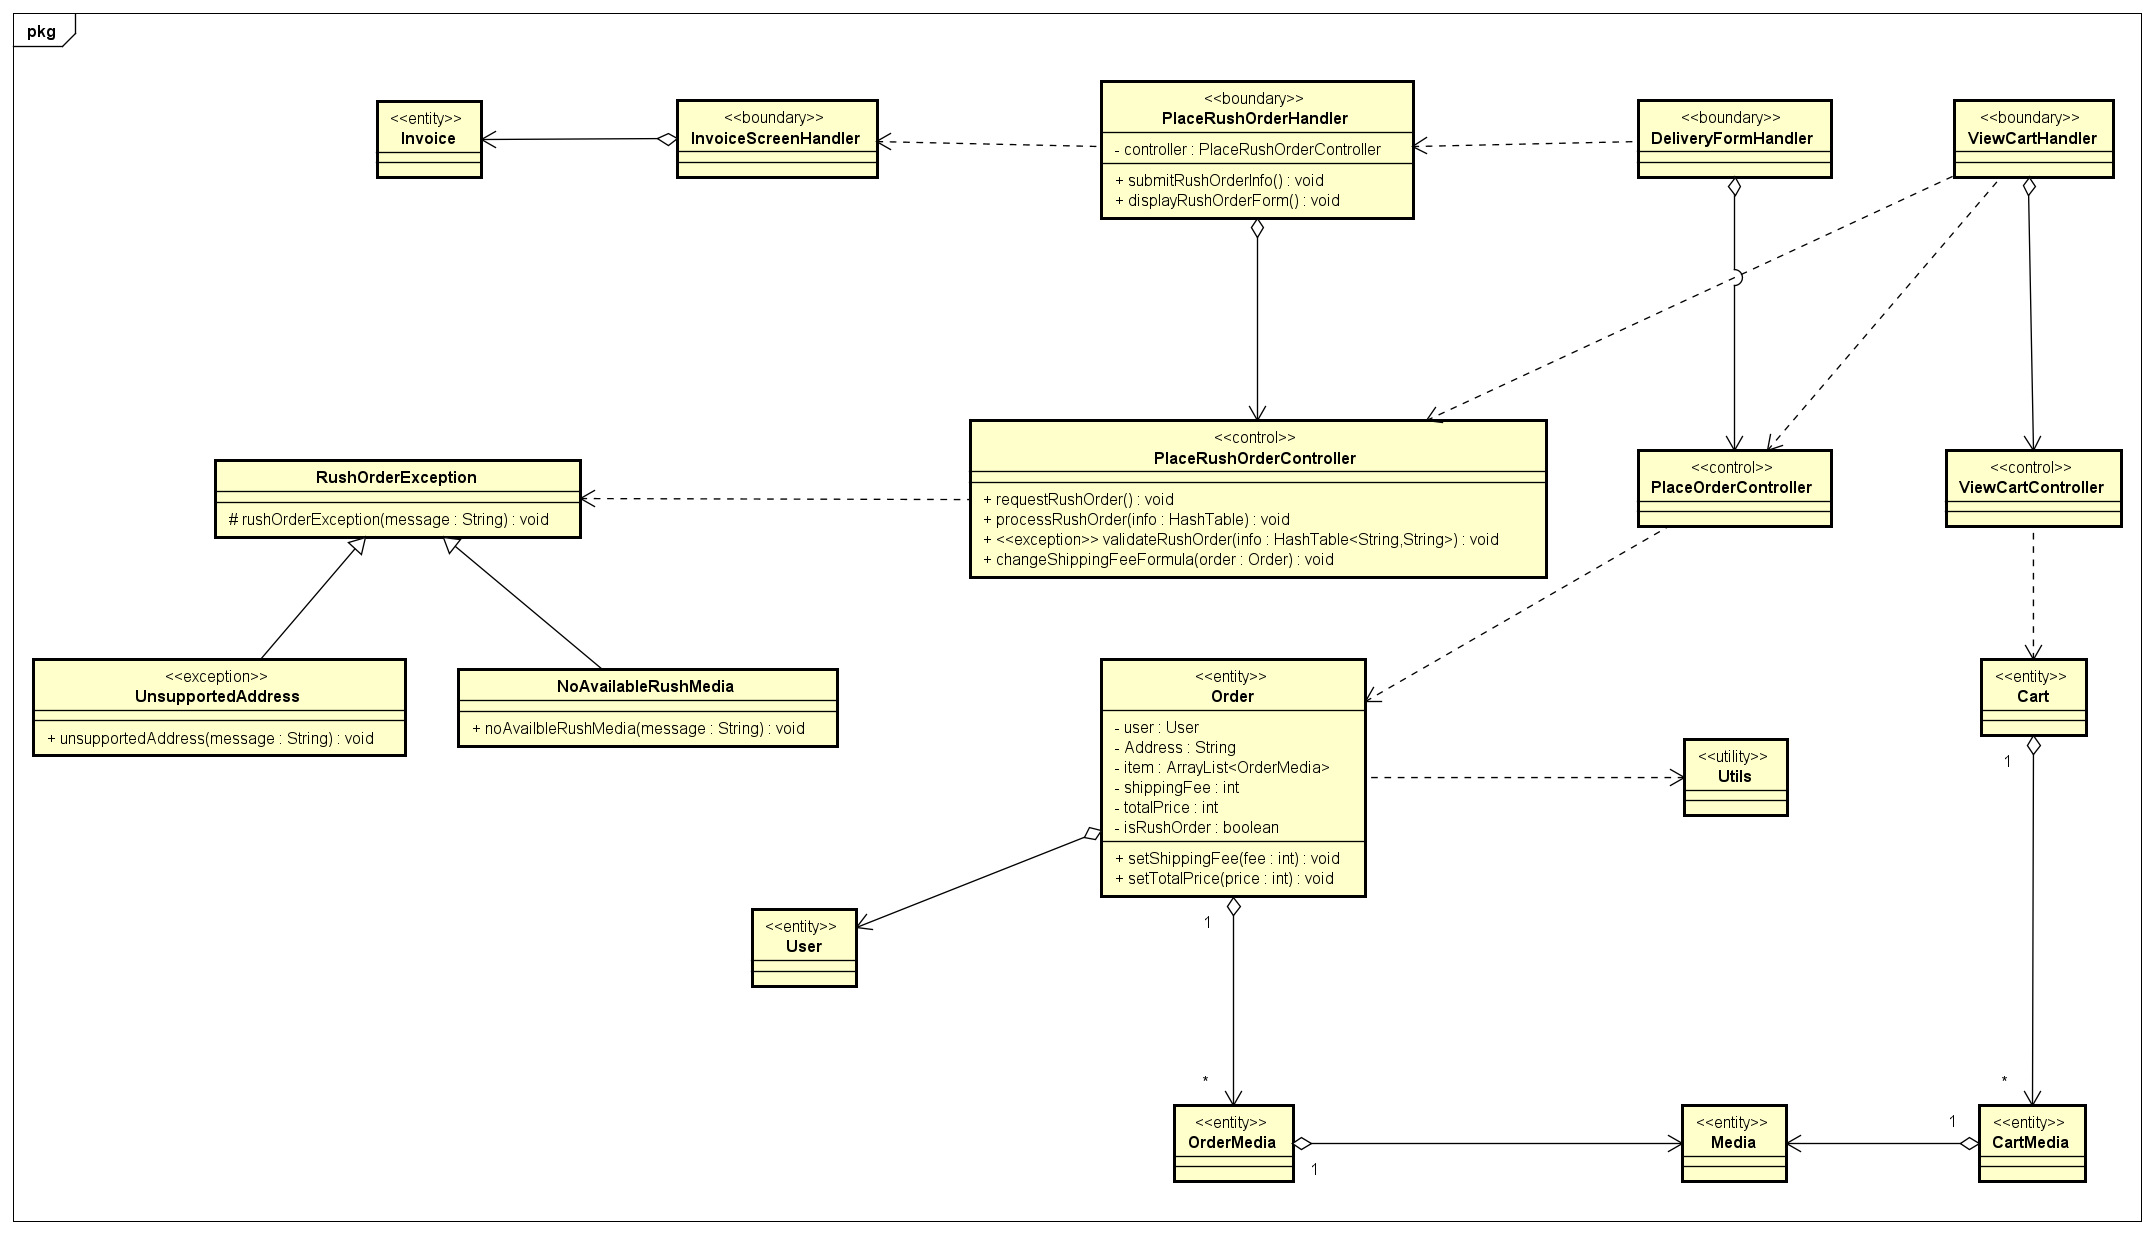 pkg
<<entity>>
Invoice
<<boundary>>
InvoiceScreenHandler
<<boundary>>
PlaceRushOrderHandler
- controller : PlaceRushOrderController
+ submitRushOrderInfo() : void
+ displayRushOrderForm() : void
<<boundary>>
DeliveryFormHandler
<<boundary>>
ViewCartHandler
RushOrderException
# rushOrderException(message : String) : void
<<control>>
PlaceRushOrderController
+ requestRushOrder() : void
+ processRushOrder(info : HashTable) : void
+ <<exception>> validateRushOrder(info : HashTable<String,String>) : void
+ changeShippingFeeFormula(order : Order) : void
<<control>>
PlaceOrderController
<<control>>
ViewCartController
<<exception>>
UnsupportedAddress
+ unsupportedAddress(message : String) : void
NoAvailableRushMedia
+ noAvailbleRushMedia(message : String) : void
<<entity>>
Order
- user : User
- Address : String
- item : ArrayList<OrderMedia>
- shippingFee : int
- totalPrice : int
- isRushOrder : boolean
+ setShippingFee(fee : int) : void
+ setTotalPrice(price : int) : void
<<utility>>
Utils
<<entity>>
Cart
1
<<entity>>
User
1
*
*
<<entity>>
OrderMedia
1
<<entity>>
Media
1
<<entity>>
CartMedia